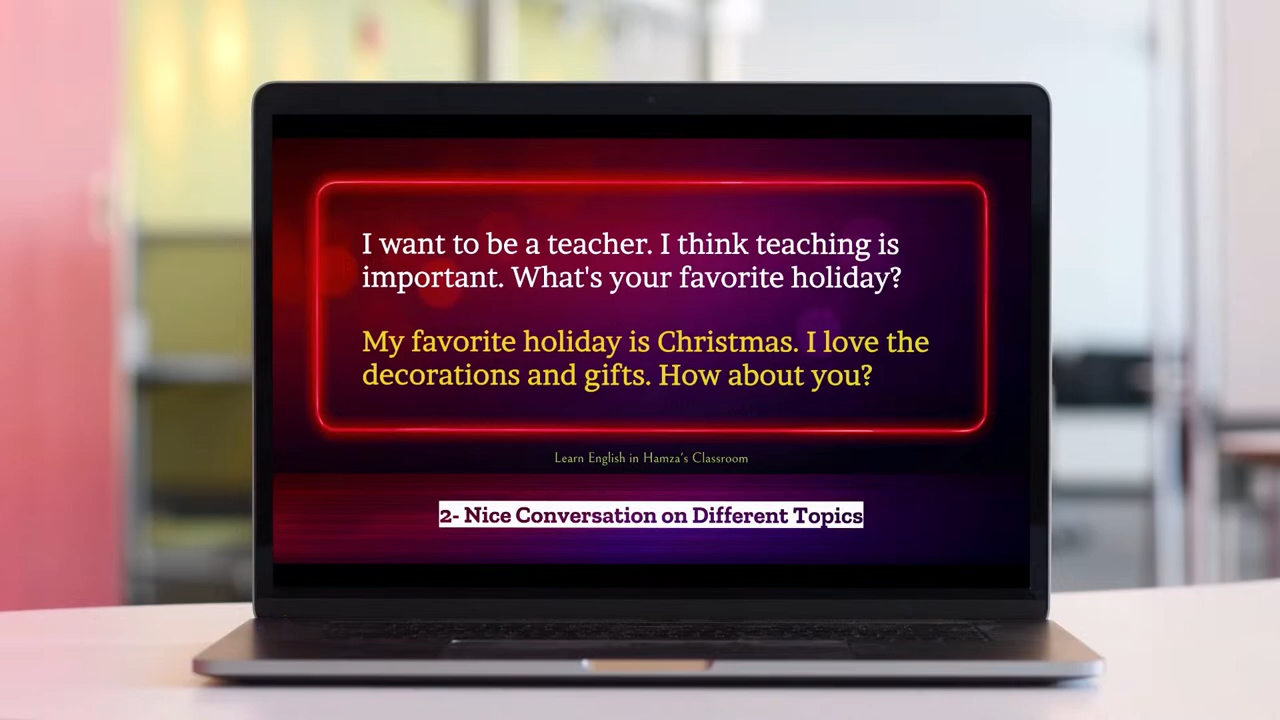 I want to be a teacher. I think teaching is
important. What's your favorite holiday?
My favorite holiday is Christmas. I love the
decorations and gifts. How about you?
Learn English in Hamza's Classroom
2- Nice Conversation on Different Topics